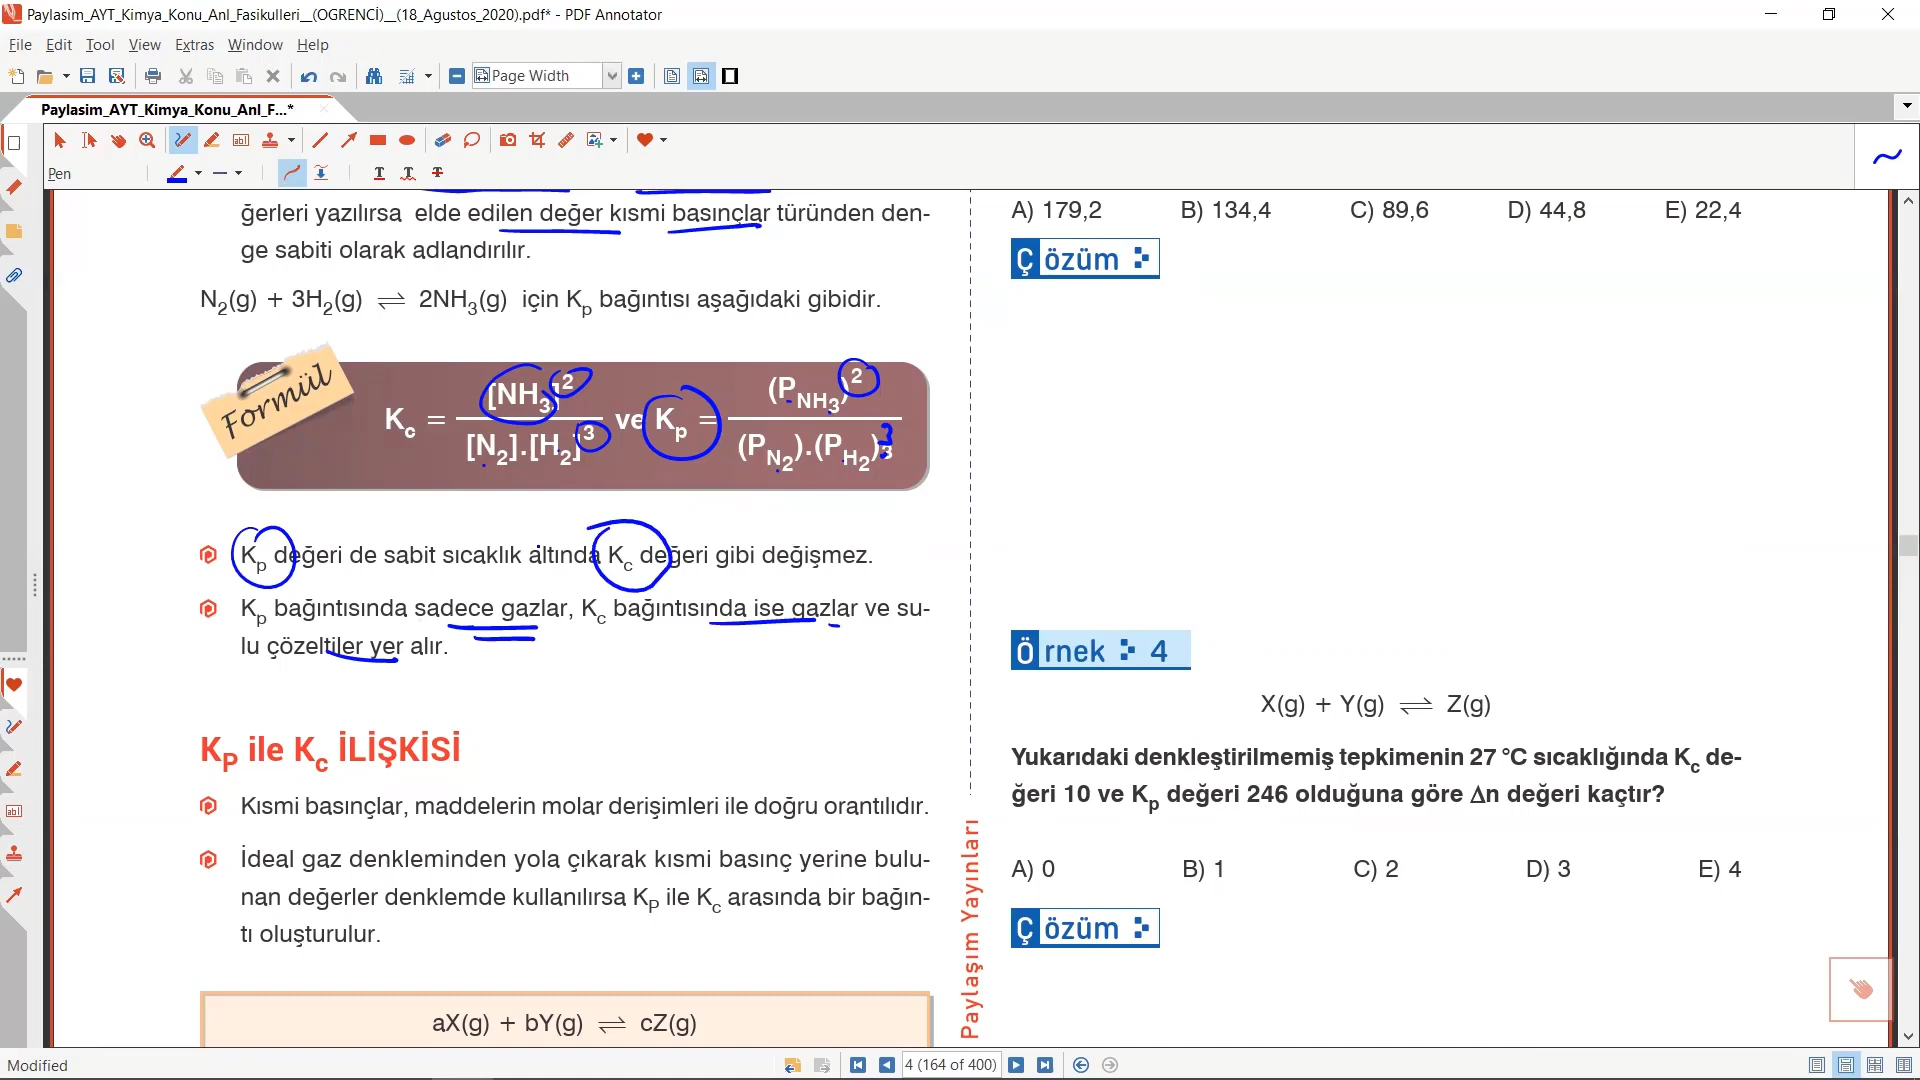 Paylasim_AYT_Kimya_Konu_Anl_Fasikulleri__(OGRENCİ)__(18_Agustos_2020).pdf* - PDF Annotator
File Edit Tool View Extras Window Help
Page Width
Paylasim_AYT_Kimya_Konu_Anl_F...*
Pen
ğerleri yazılırsa elde edilen değer kısmi basınçlar türünden den-
ge sabiti olarak adlandırılır.
N2(g) + 3H2(g) ⇌ 2NH3(g) için Kp bağıntısı aşağıdaki gibidir.
Formül
Kc = [NH3]^2 / [N2].[H2]^3 ve Kp = (PNH3)^2 / (PN2).(PH2)3
3
Kp değeri de sabit sıcaklık altında Kc değeri gibi değişmez.
Kp bağıntısında sadece gazlar, Kc bağıntısında ise gazlar ve su-
lu çözeltiler yer alır.
KP ile Kc İLİŞKİSİ
Kısmi basınçlar, maddelerin molar derişimleri ile doğru orantılıdır.
İdeal gaz denkleminden yola çıkarak kısmi basınç yerine bulu-
nan değerler denklemde kullanılırsa KP ile Kc arasında bir bağın-
tı oluşturulur.
aX(g) + bY(g) ⇌ cZ(g)
Paylaşım Yayınları
A) 179,2 B) 134,4 C) 89,6 D) 44,8 E) 22,4
Çözüm
Örnek 4
X(g) + Y(g) ⇌ Z(g)
Yukarıdaki denkleştirilmemiş tepkimenin 27 °C sıcaklığında Kc de-
ğeri 10 ve Kp değeri 246 olduğuna göre Δn değeri kaçtır?
A) 0 B) 1 C) 2 D) 3 E) 4
Çözüm
Modified
4 (164 of 400)